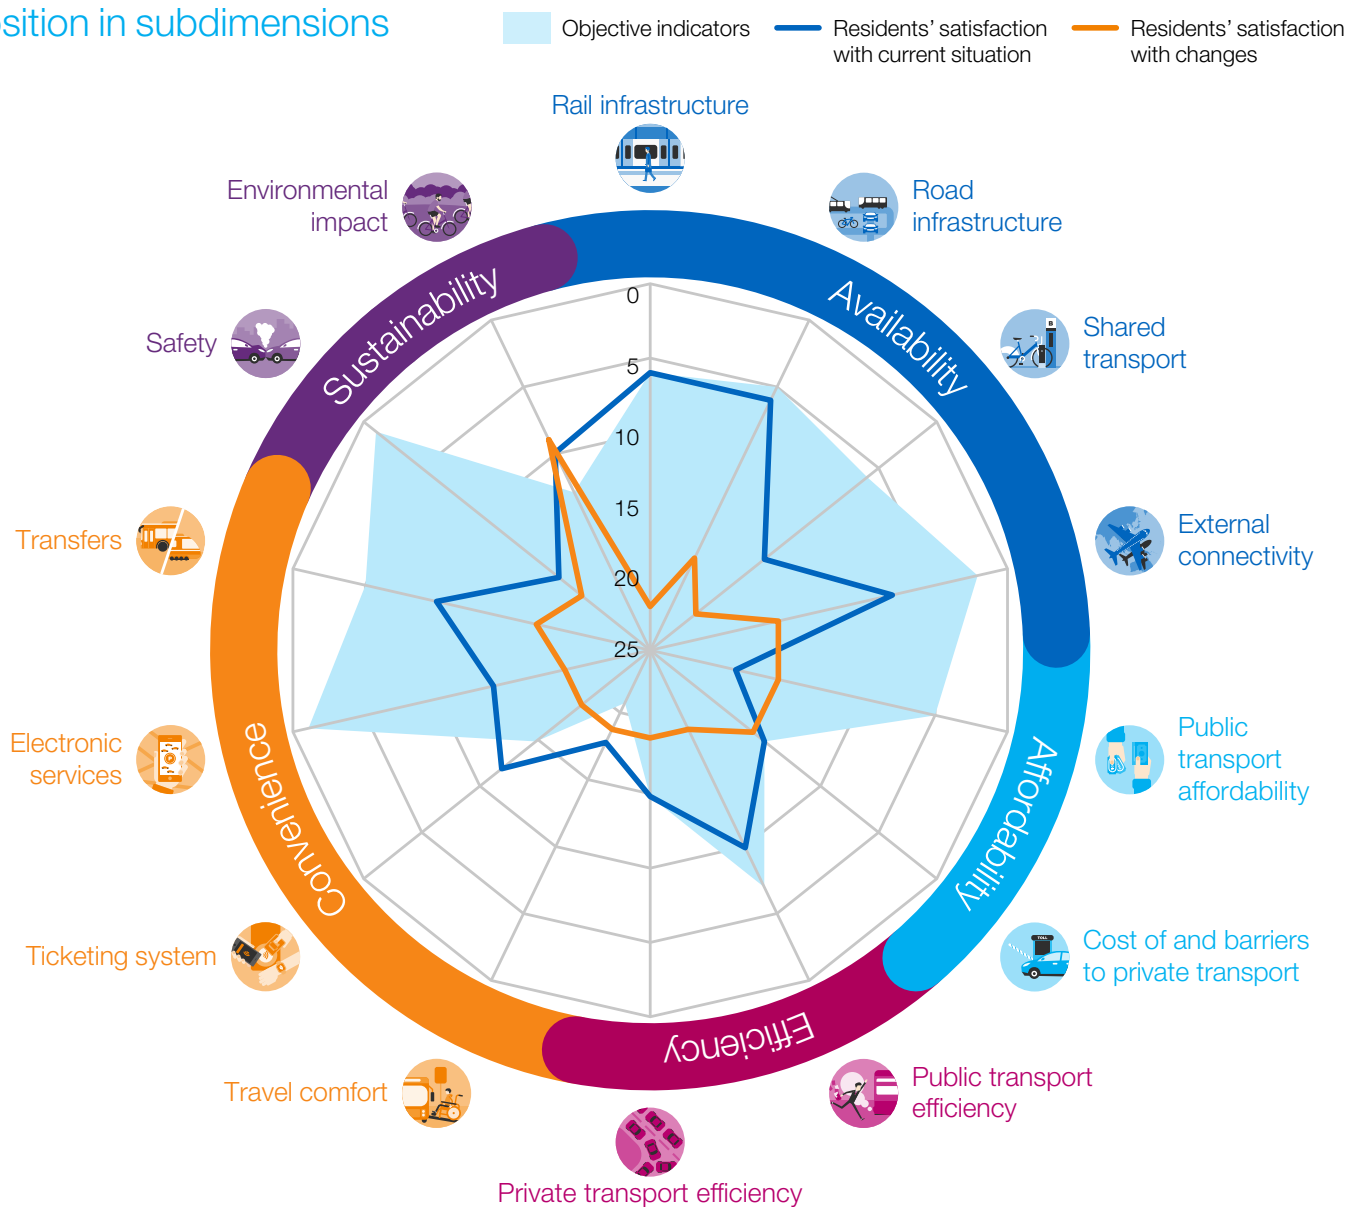 sition in subdimensions
Objective indicators
Residents’ satisfaction
with current situation
Residents’ satisfaction
with changes
Rail infrastructure
Environmental
impact
Road
infrastructure
Safety
Shared
transport
Transfers
External
connectivity
Electronic
services
Public
transport
affordability
Ticketing system
Cost of and barriers
to private transport
TOLL
Travel comfort
Public transport
efficiency
Private transport efficiency
Sustainability
Availability
Affordability
Efficiency
Convenience
0
5
10
15
20
25